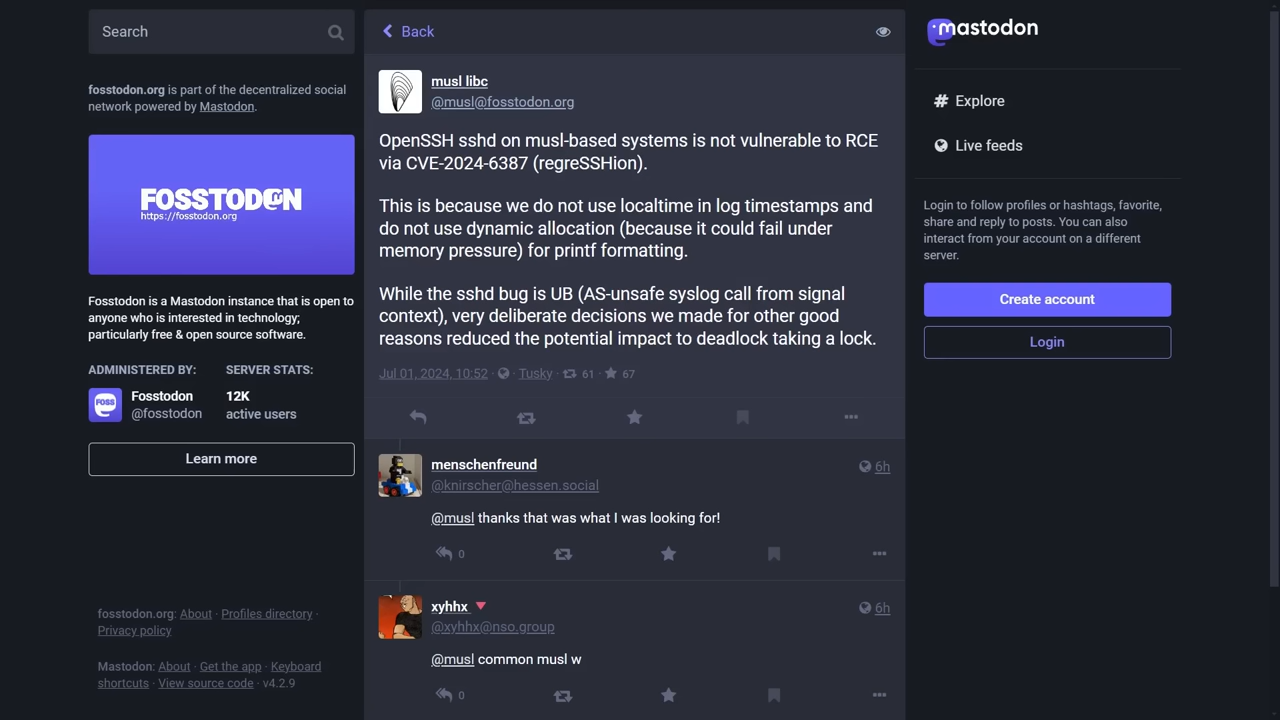 Search
fosstodon.org is part of the decentralized social
network powered by Mastodon.
FOSSTODON
https://fosstodon.org
Fosstodon is a Mastodon instance that is open to
anyone who is interested in technology;
particularly free & open source software.
ADMINISTERED BY:
Fosstodon
@fosstodon
SERVER STATS:
12K
active users
Learn more
fosstodon.org: About · Profiles directory ·
Privacy policy
Mastodon: About · Get the app · Keyboard
shortcuts · View source code · v4.2.9
Back
musl libc
@musl@fosstodon.org
OpenSSH sshd on musl-based systems is not vulnerable to RCE
via CVE-2024-6387 (regreSSHion).
This is because we do not use localtime in log timestamps and
do not use dynamic allocation (because it could fail under
memory pressure) for printf formatting.
While the sshd bug is UB (AS-unsafe syslog call from signal
context), very deliberate decisions we made for other good
reasons reduced the potential impact to deadlock taking a lock.
Jul 01, 2024, 10:52 · Tusky · 61 · 67
menschenfreund
6h
@knirscher@hessen.social
@musl thanks that was what I was looking for!
0
xyhhx
6h
@xyhhx@nso.group
@musl common musl w
0
mastodon
Explore
Live feeds
Login to follow profiles or hashtags, favorite,
share and reply to posts. You can also
interact from your account on a different
server.
Create account
Login